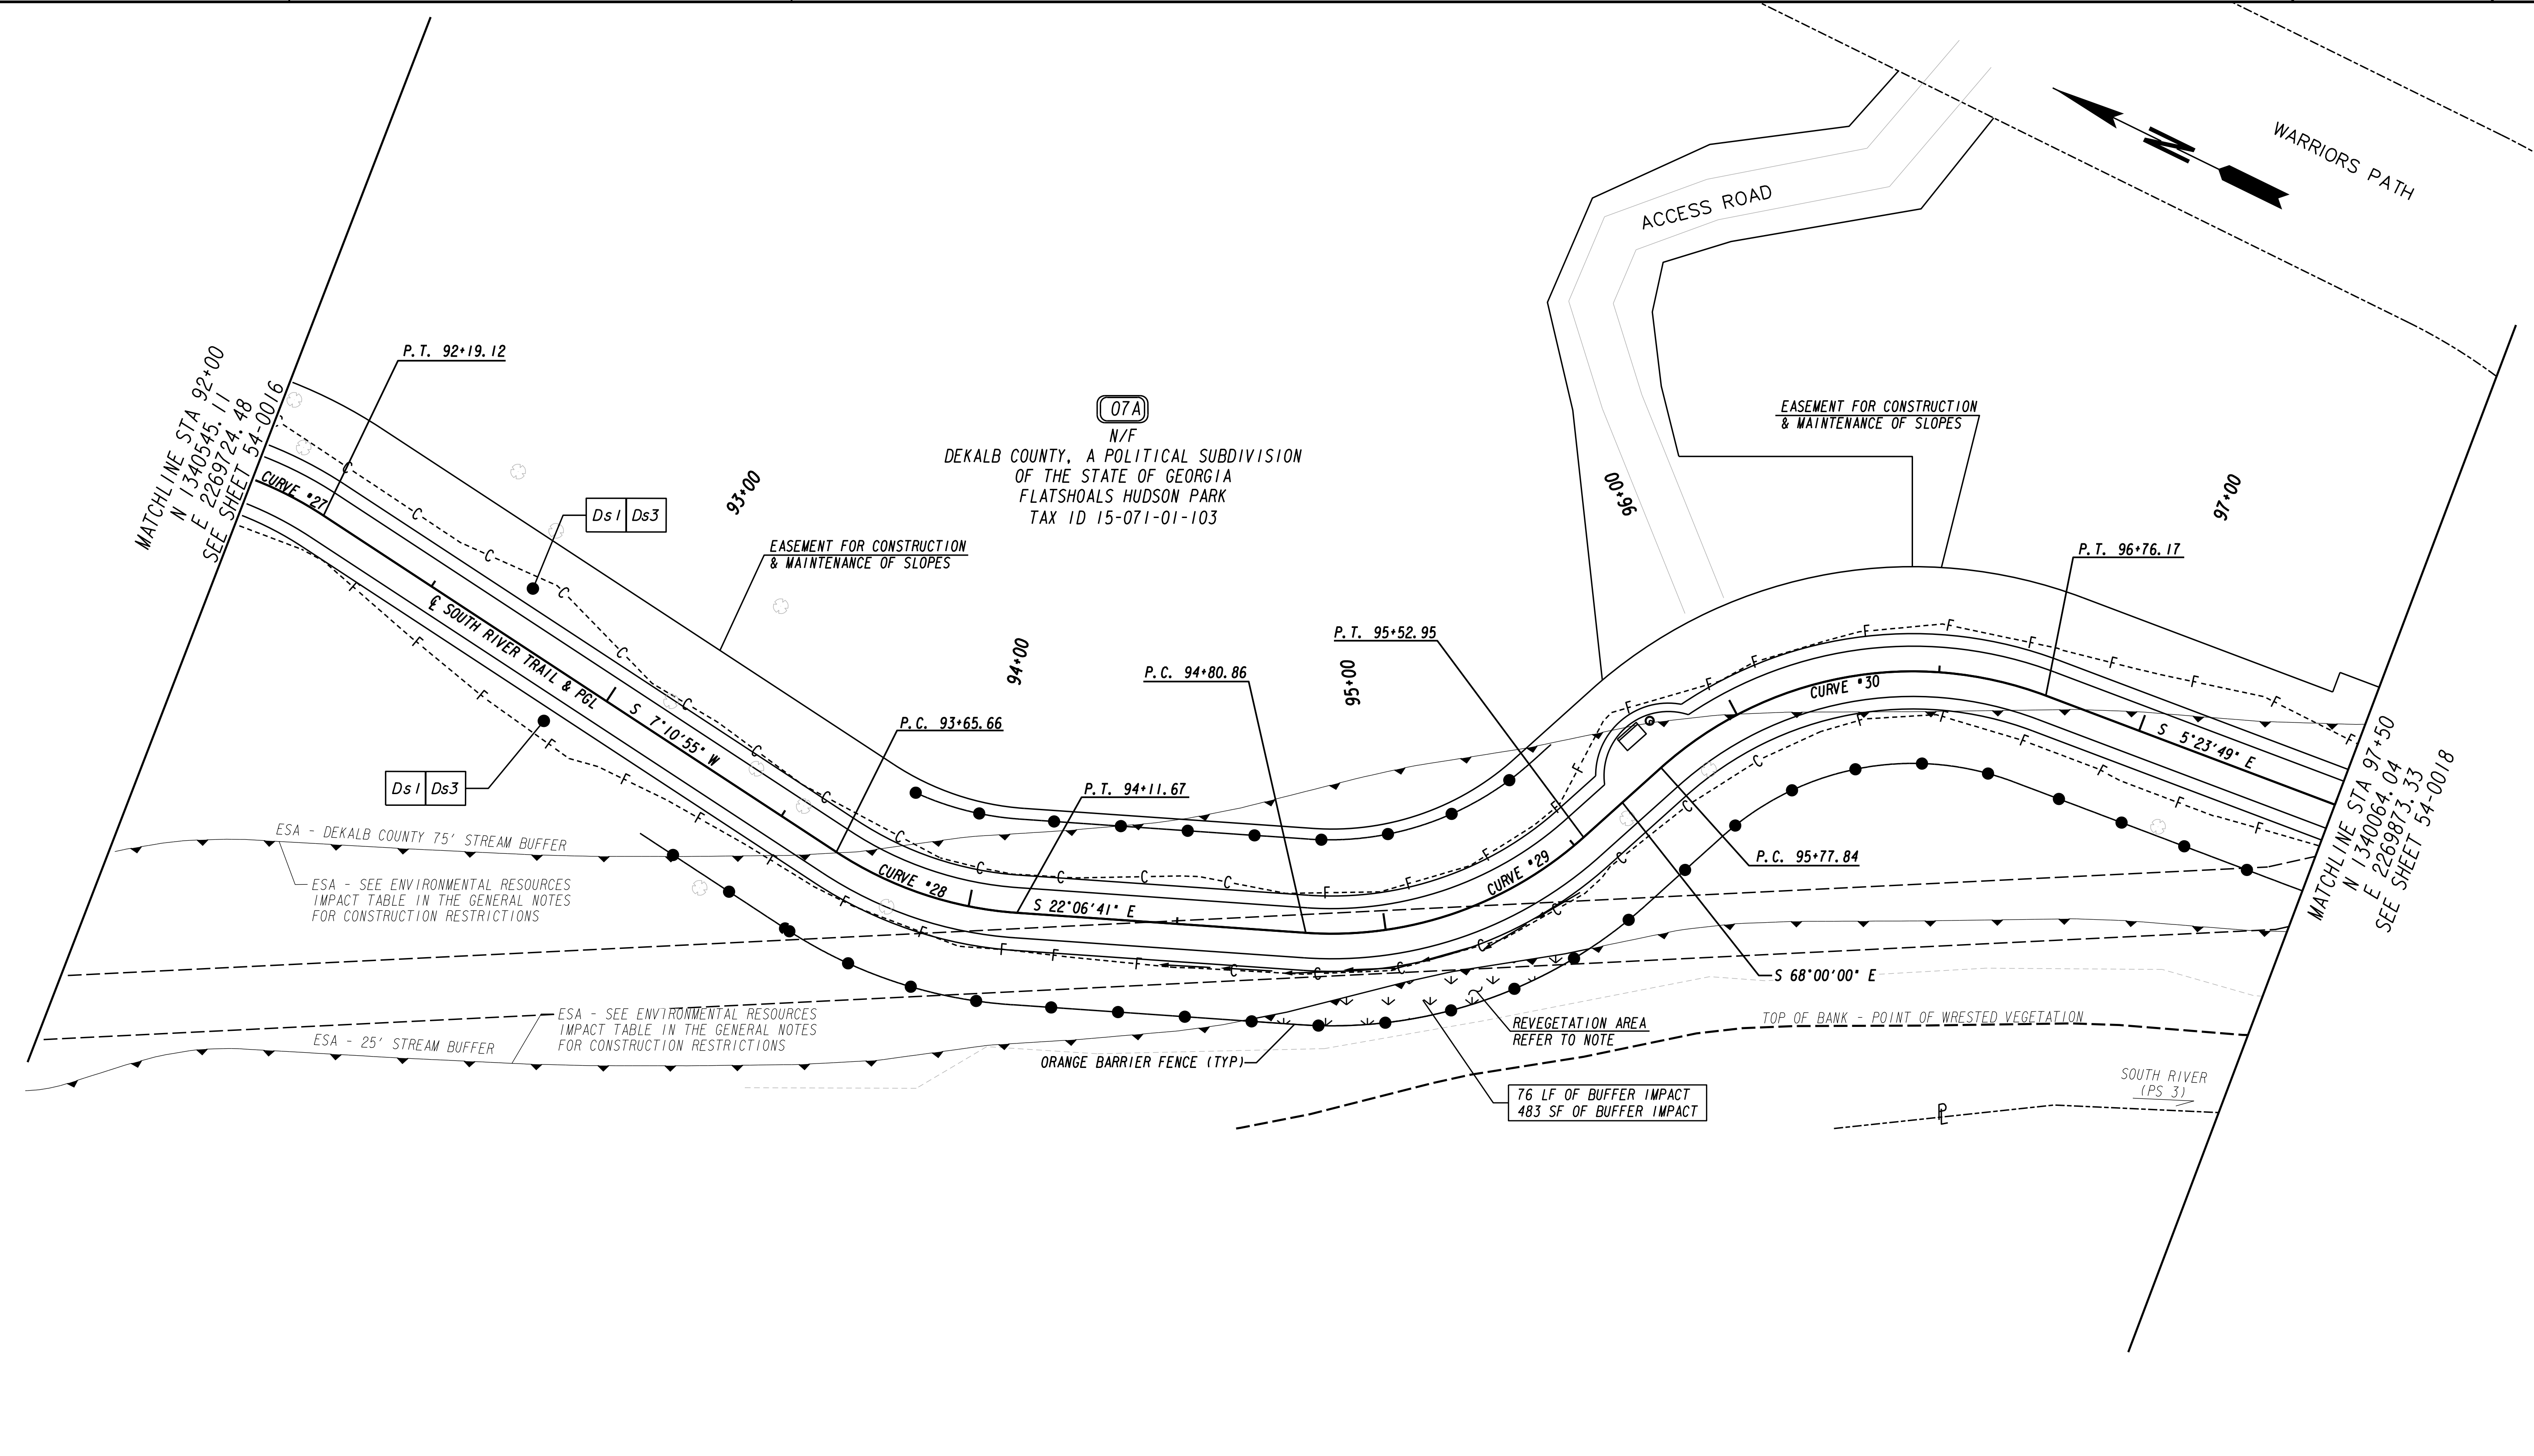 WARRIORS PATH
N
ACCESS ROAD
MATCHLINE STA 92+00
N 1340545.11
E 2269724.48
SEE SHEET 54-0016
P.T. 92+19.12
CURVE #27
Ds1 Ds3
93+00
07A
N/F
DEKALB COUNTY, A POLITICAL SUBDIVISION
OF THE STATE OF GEORGIA
FLATSHOALS HUDSON PARK
TAX ID 15-071-01-103
EASEMENT FOR CONSTRUCTION
& MAINTENANCE OF SLOPES
EASEMENT FOR CONSTRUCTION
& MAINTENANCE OF SLOPES
96+00
97+00
P.T. 96+76.17
℄ SOUTH RIVER TRAIL & PGL
S 7°10'55" W
94+00
95+00
P.T. 95+52.95
P.C. 94+80.86
P.C. 93+65.66
P.T. 94+11.67
CURVE #30
S 5°23'49" E
MATCHLINE STA 97+50
N 1340064.04
E 2269873.33
SEE SHEET 54-0018
Ds1 Ds3
ESA - DEKALB COUNTY 75' STREAM BUFFER
ESA - SEE ENVIRONMENTAL RESOURCES
IMPACT TABLE IN THE GENERAL NOTES
FOR CONSTRUCTION RESTRICTIONS
CURVE #28
S 22°06'41" E
CURVE #29
P.C. 95+77.84
S 68°00'00" E
ESA - SEE ENVIRONMENTAL RESOURCES
IMPACT TABLE IN THE GENERAL NOTES
FOR CONSTRUCTION RESTRICTIONS
ESA - 25' STREAM BUFFER
ORANGE BARRIER FENCE (TYP)
REVEGETATION AREA
REFER TO NOTE
TOP OF BANK - POINT OF WRESTED VEGETATION
76 LF OF BUFFER IMPACT
483 SF OF BUFFER IMPACT
SOUTH RIVER
(PS 3)